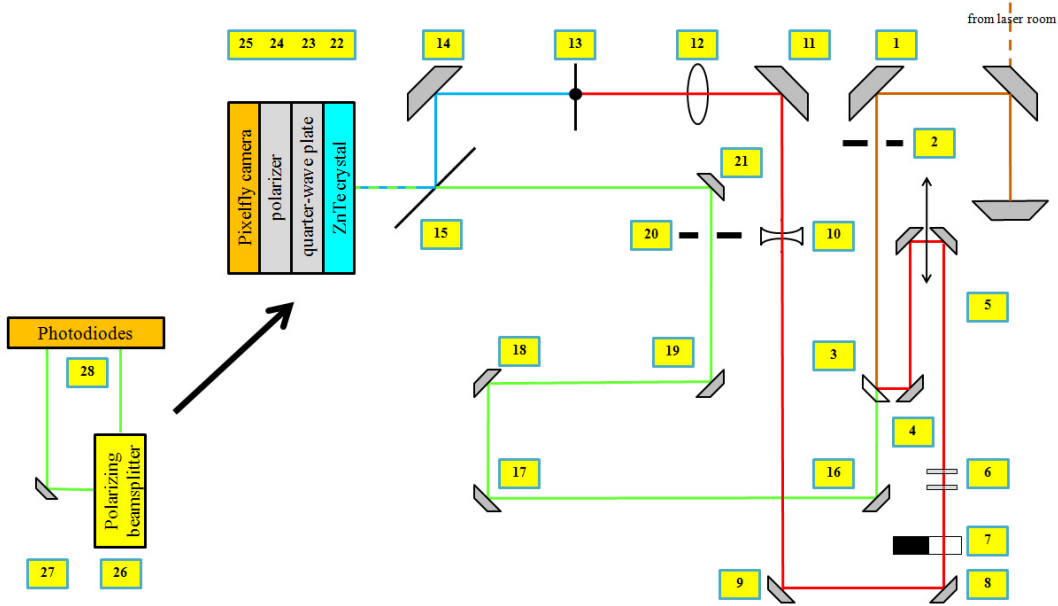 from laser room
25 24 23 22
14
13
12
11
1
2
21
Pixelfly camera
polarizer
quarter-wave plate
ZnTe crystal
15
20
10
5
Photodiodes
28
18
19
3
4
17
16
6
Polarizing
beamsplitter
7
27
26
9
8